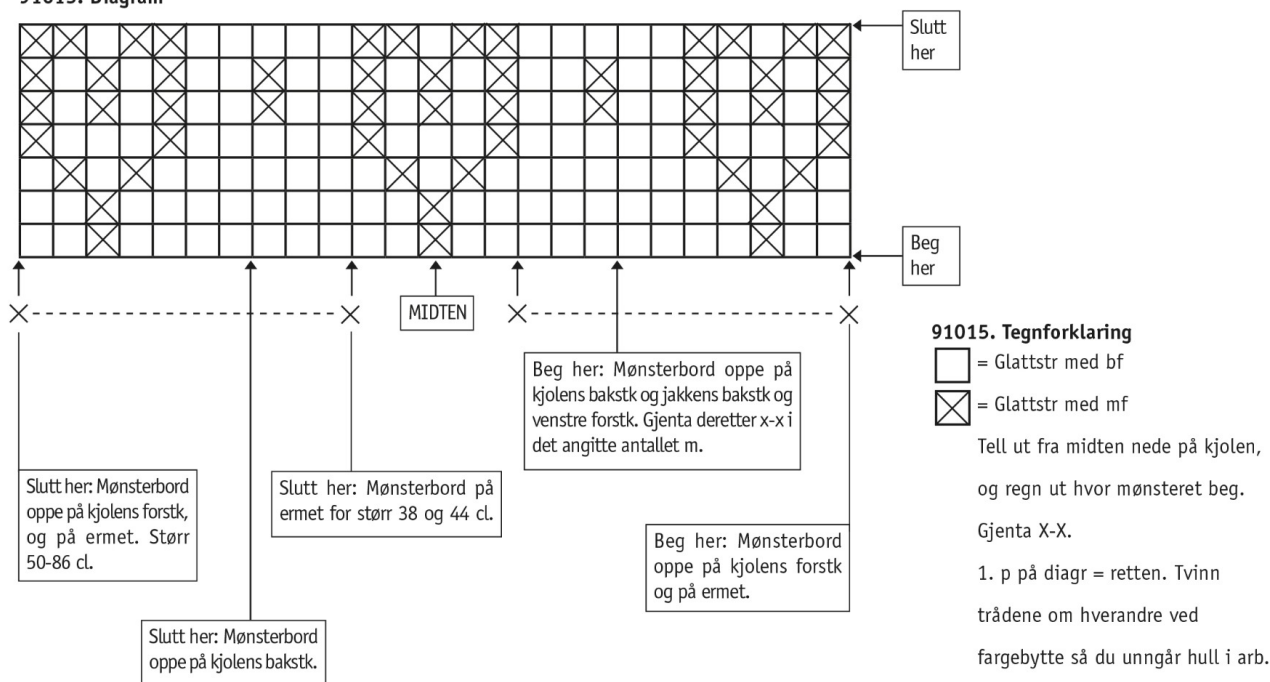 91015. Diagram
Slutt
her
Beg
her
MIDTEN
Beg her: Mønsterbord oppe på
kjolens bakstk og jakkens bakstk og
venstre forstk. Gjenta deretter x-x i
det angitte antallet m.
Slutt her: Mønsterbord
oppe på kjolens forstk,
og på ermet. Størr
50-86 cl.
Slutt her: Mønsterbord på
ermet for størr 38 og 44 cl.
Beg her: Mønsterbord
oppe på kjolens forstk
og på ermet.
Slutt her: Mønsterbord
oppe på kjolens bakstk.
91015. Tegnforklaring
= Glattstr med bf
= Glattstr med mf
Tell ut fra midten nede på kjolen,
og regn ut hvor mønsteret beg.
Gjenta X-X.
1. p på diagr = retten. Tvinn
trådene om hverandre ved
fargebytte så du unngår hull i arb.